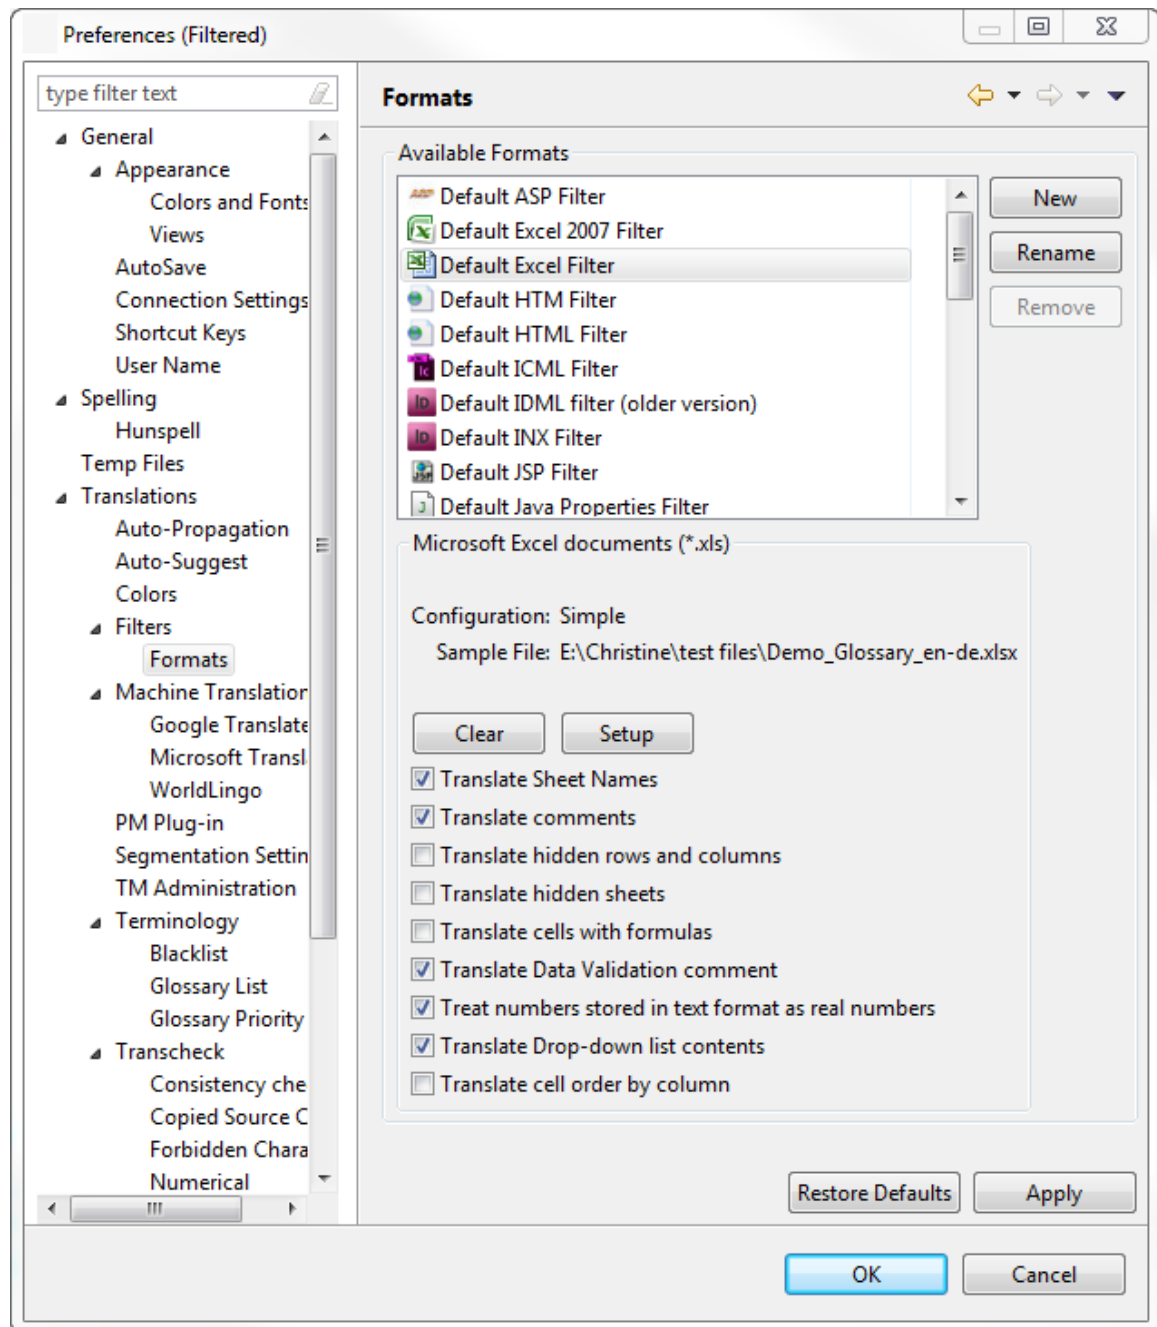 Preferences (Filtered)
type filter text
General
Appearance
Colors and Fonts
Views
AutoSave
Connection Settings
Shortcut Keys
User Name
Spelling
Hunspell
Temp Files
Translations
Auto-Propagation
Auto-Suggest
Colors
Filters
Formats
Machine Translation
Google Translate
Microsoft Transl
WorldLingo
PM Plug-in
Segmentation Settin
TM Administration
Terminology
Blacklist
Glossary List
Glossary Priority
Transcheck
Consistency che
Copied Source C
Forbidden Chara
Numerical
Formats
Available Formats
Default ASP Filter
Default Excel 2007 Filter
Default Excel Filter
Default HTM Filter
Default HTML Filter
Default ICML Filter
Default IDML filter (older version)
Default INX Filter
Default JSP Filter
Default Java Properties Filter
New
Rename
Remove
Microsoft Excel documents (*.xls)
Configuration: Simple
Sample File: E:\Christine\test files\Demo_Glossary_en-de.xlsx
Clear Setup
Translate Sheet Names
Translate comments
Translate hidden rows and columns
Translate hidden sheets
Translate cells with formulas
Translate Data Validation comment
Treat numbers stored in text format as real numbers
Translate Drop-down list contents
Translate cell order by column
Restore Defaults Apply
OK Cancel